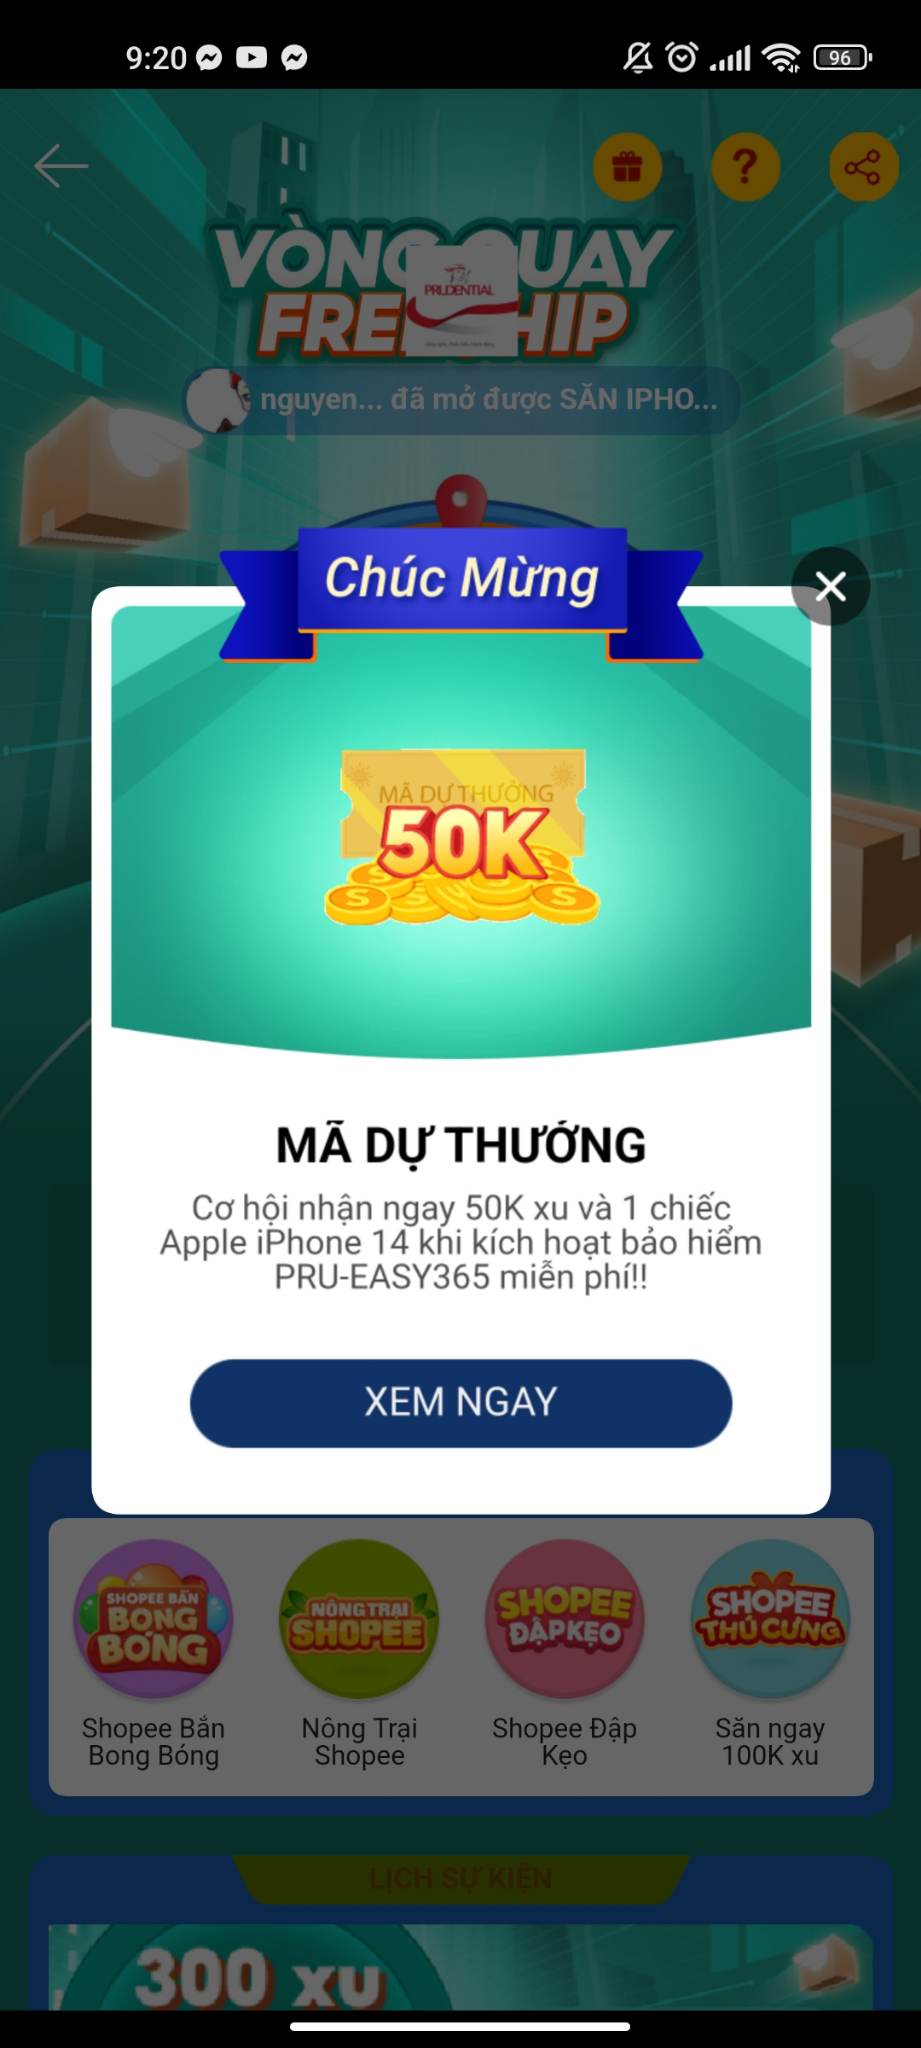 9:20
96
VÒNG QUAY
FREESHIP
PRUDENTIAL
nguyen... đã mở được SĂN IPHO...
Chúc Mừng
MÃ DỰ THƯỞNG
50K
MÃ DỰ THƯỞNG
Cơ hội nhận ngay 50K xu và 1 chiếc
Apple iPhone 14 khi kích hoạt bảo hiểm
PRU-EASY365 miễn phí!!
XEM NGAY
SHOPEE BẮN
BONG
BÓNG
NÔNG TRẠI
SHOPEE
SHOPEE
ĐẬP KẸO
SHOPEE
THÚ CƯNG
Shopee Bắn
Bong Bóng
Nông Trại
Shopee
Shopee Đập
Kẹo
Săn ngay
100K xu
LỊCH SỰ KIỆN
300 XU